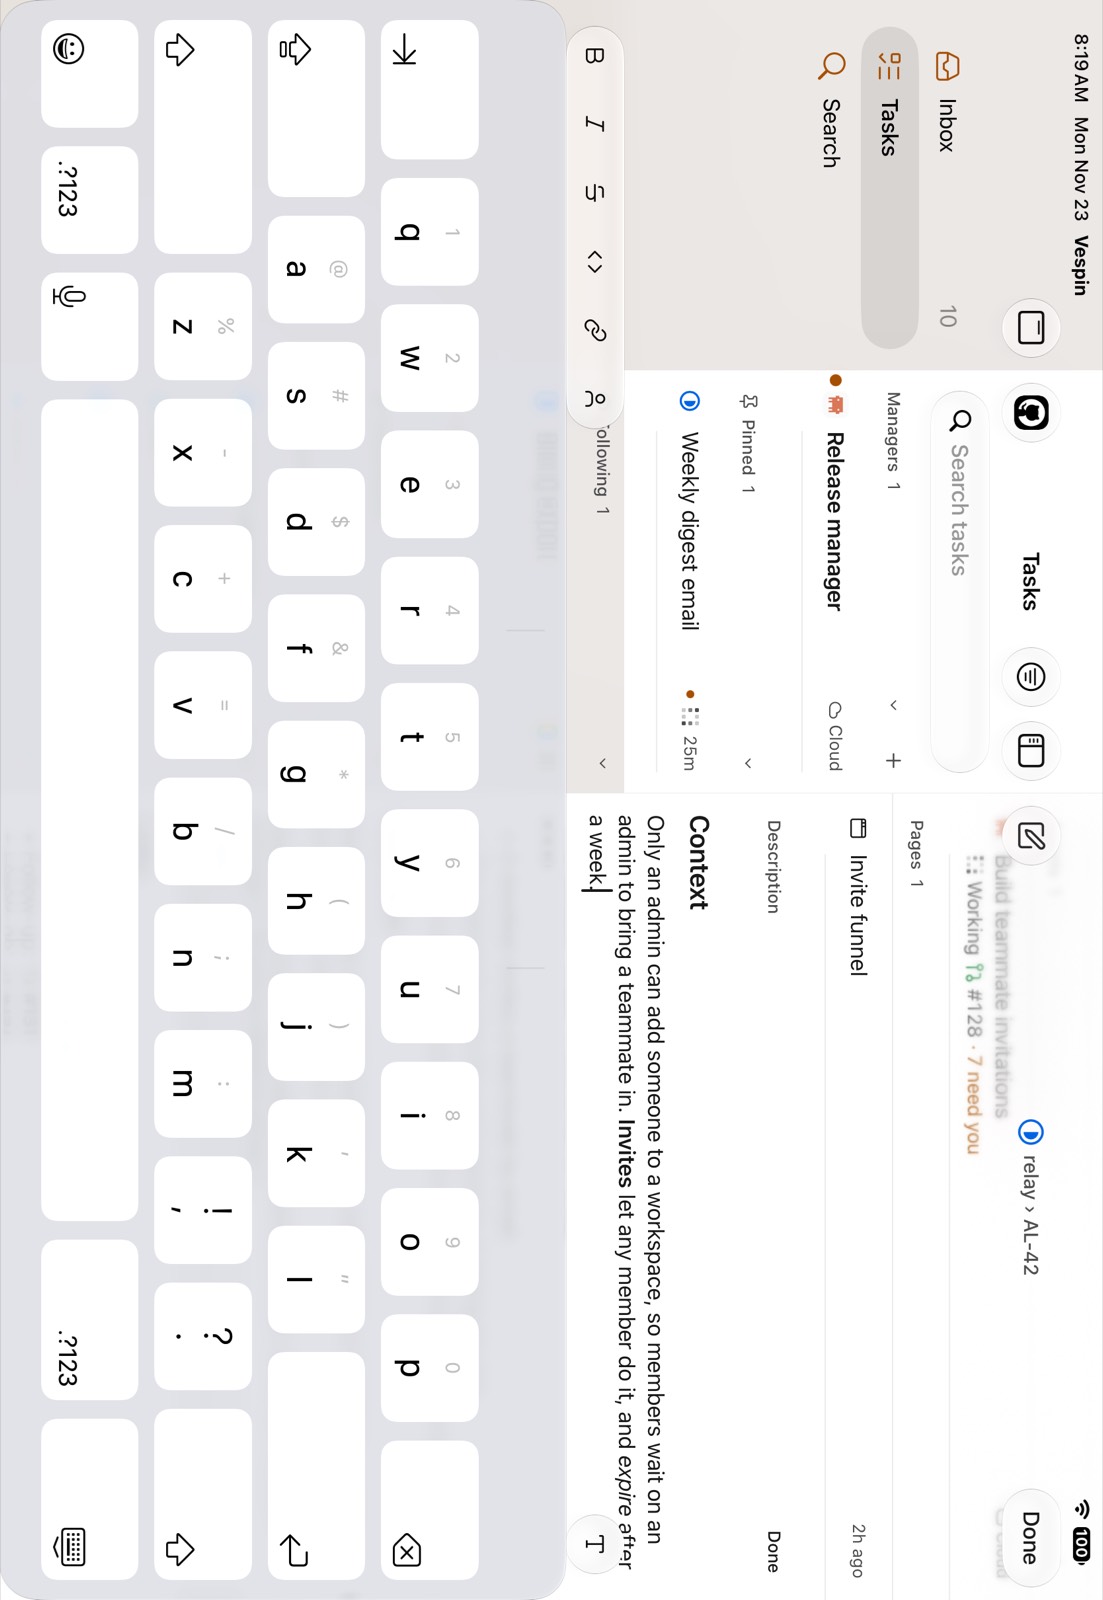 8:19 AM Mon Nov 23 Vespin
100
Inbox 10
Tasks
Search
Tasks
Search tasks
Managers 1
Release manager Cloud
Pinned 1
Weekly digest email 25m
Following 1
relay › AL-42
Done
Build teammate invitations
Cloud
Working #128 · 7 need you
Pages 1
Invite funnel 2h ago
Description Done
Context
Only an admin can add someone to a workspace, so members wait on an
admin to bring a teammate in. Invites let any member do it, and expire after
a week.
B I S T
1 2 3 4 5 6 7 8 9 0
q w e r t y u i o p
@ # $ & * ( ) ' "
a s d f g h j k l
% - + = / ; : ! ?
z x c v b n m , .
.?123 .?123